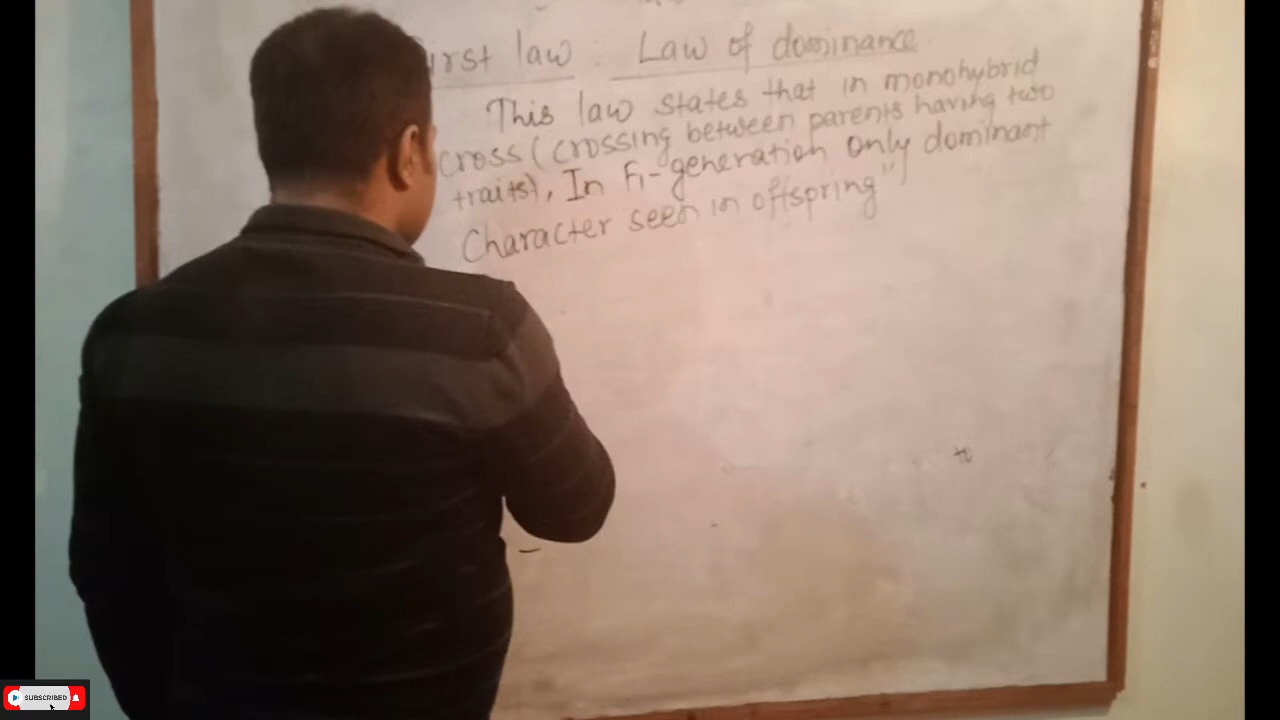 irst law : Law of dominance
This law states that in monohybrid
cross (crossing between parents having two
traits), In F1-generation only dominant
Character seen in offspring"
to
SUBSCRIBED